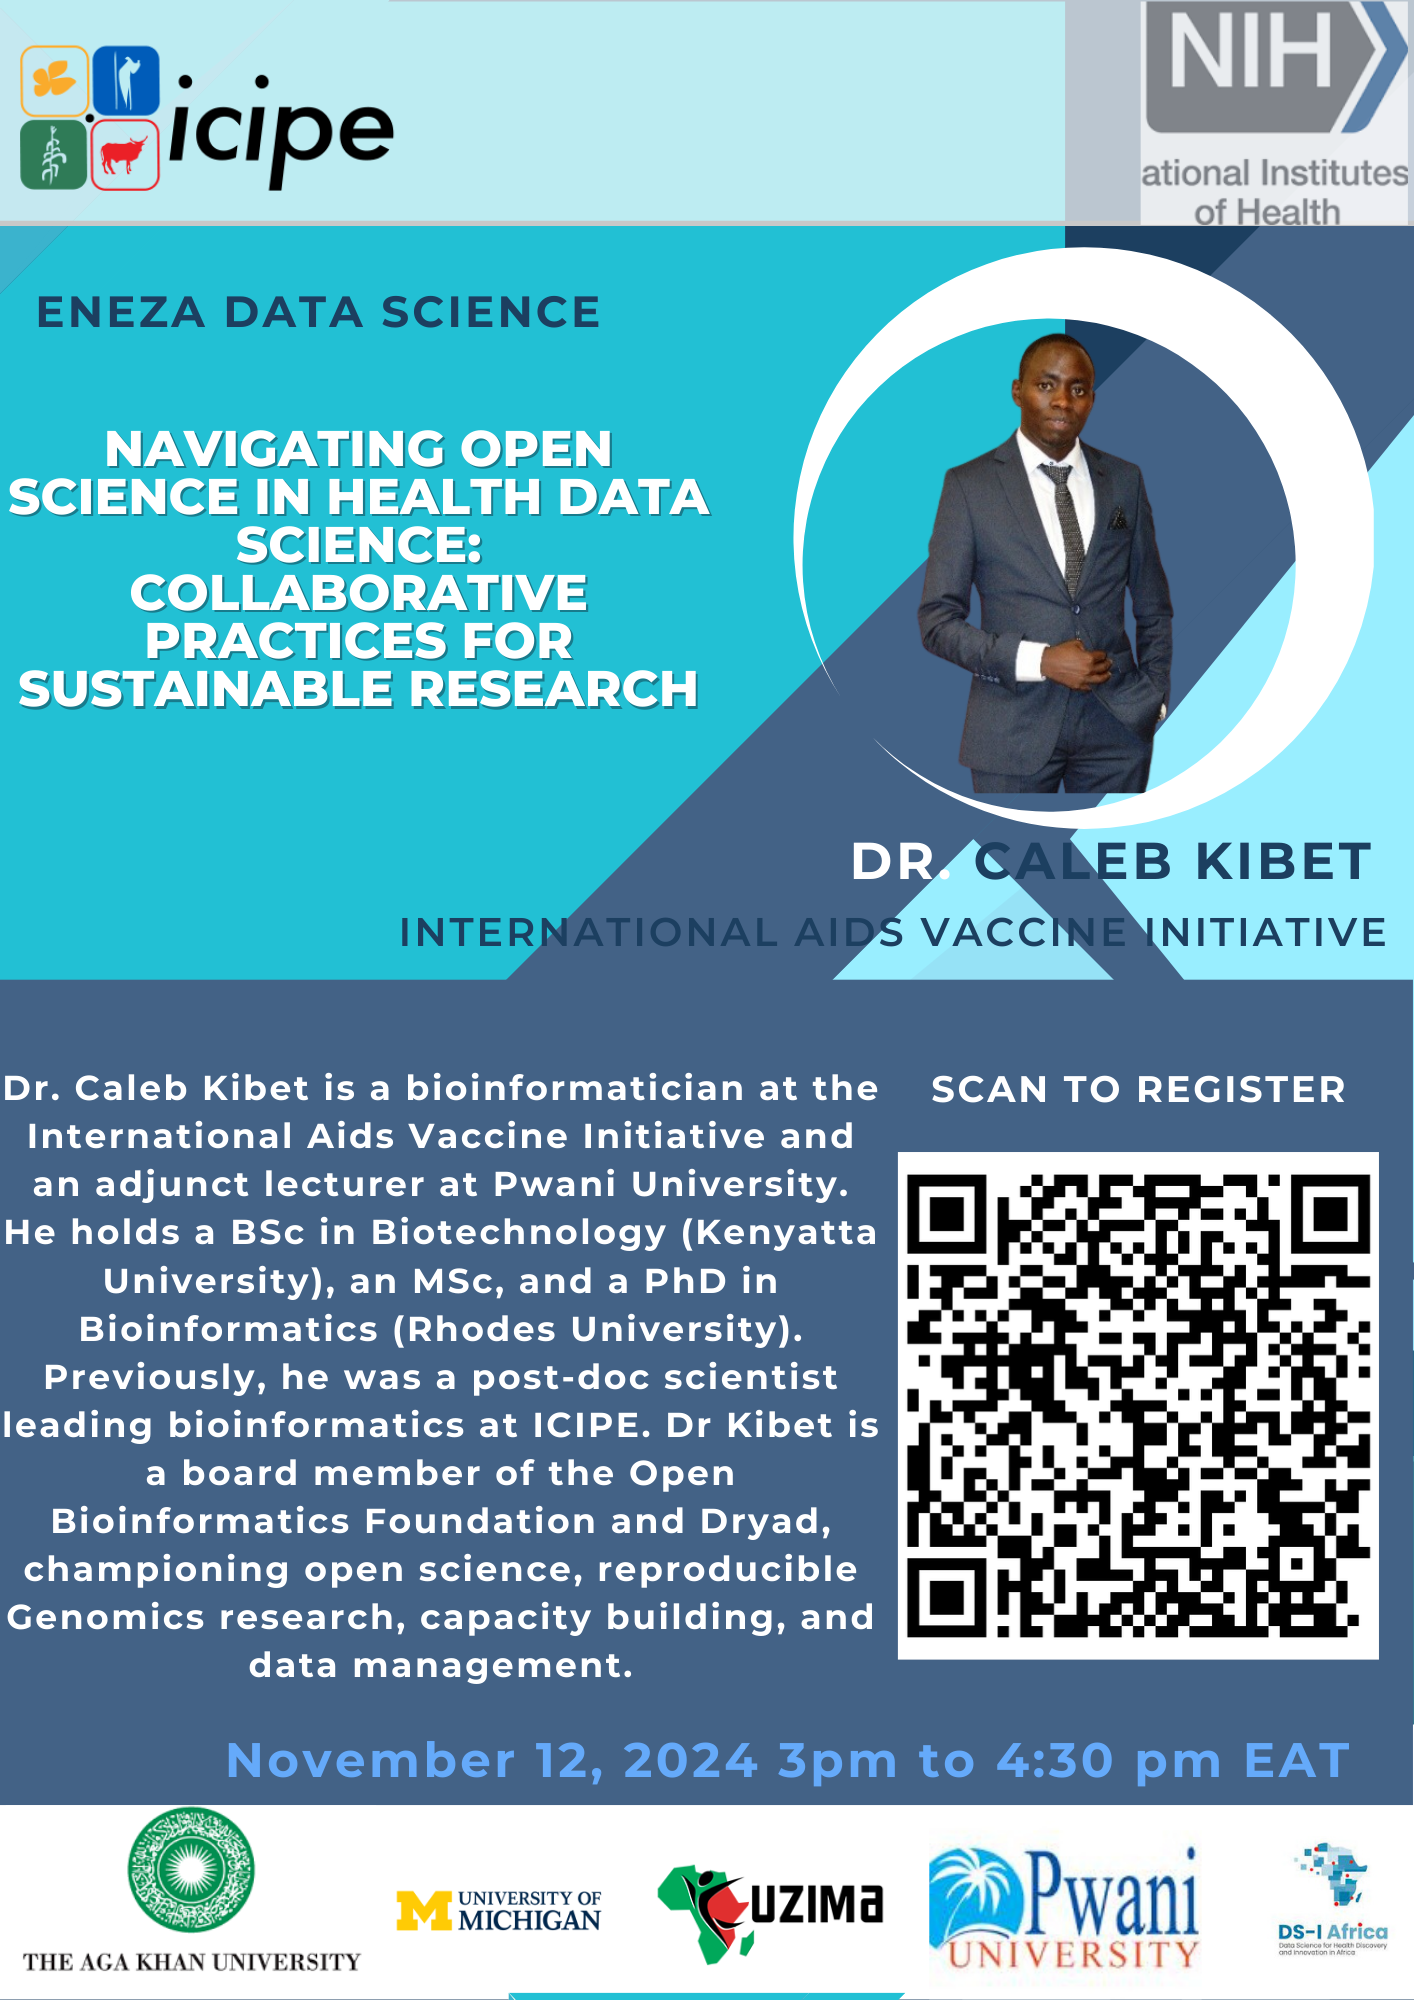 icipe
NIH
ational Institutes
of Health
ENEZA DATA SCIENCE
NAVIGATING OPEN
SCIENCE IN HEALTH DATA
SCIENCE:
COLLABORATIVE
PRACTICES FOR
SUSTAINABLE RESEARCH
DR. CALEB KIBET
INTERNATIONAL AIDS VACCINE INITIATIVE
Dr. Caleb Kibet is a bioinformatician at the
International Aids Vaccine Initiative and
an adjunct lecturer at Pwani University.
He holds a BSc in Biotechnology (Kenyatta
University), an MSc, and a PhD in
Bioinformatics (Rhodes University).
Previously, he was a post-doc scientist
leading bioinformatics at ICIPE. Dr Kibet is
a board member of the Open
Bioinformatics Foundation and Dryad,
championing open science, reproducible
Genomics research, capacity building, and
data management.
SCAN TO REGISTER
November 12, 2024 3pm to 4:30 pm EAT
THE AGA KHAN UNIVERSITY
M UNIVERSITY OF
MICHIGAN
UZIMA
Pwani
UNIVERSITY
DS-I Africa
Data Science for Health Discovery
and Innovation in Africa